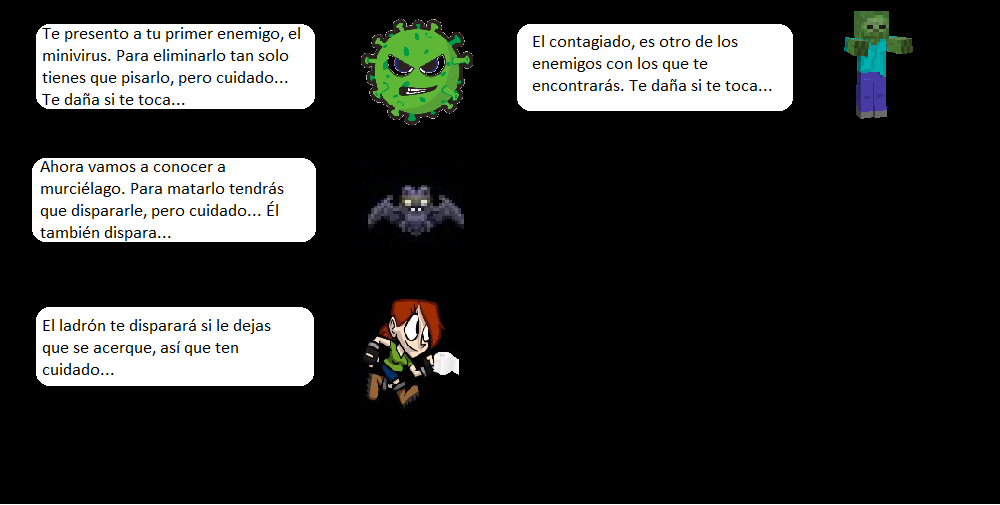 Te presento a tu primer enemigo, el
minivirus. Para eliminarlo tan solo
tienes que pisarlo, pero cuidado...
Te daña si te toca...
El contagiado, es otro de los
enemigos con los que te
encontrarás. Te daña si te toca...
Ahora vamos a conocer a
murciélago. Para matarlo tendrás
que dispararle, pero cuidado... Él
también dispara...
El ladrón te disparará si le dejas
que se acerque, así que ten
cuidado...